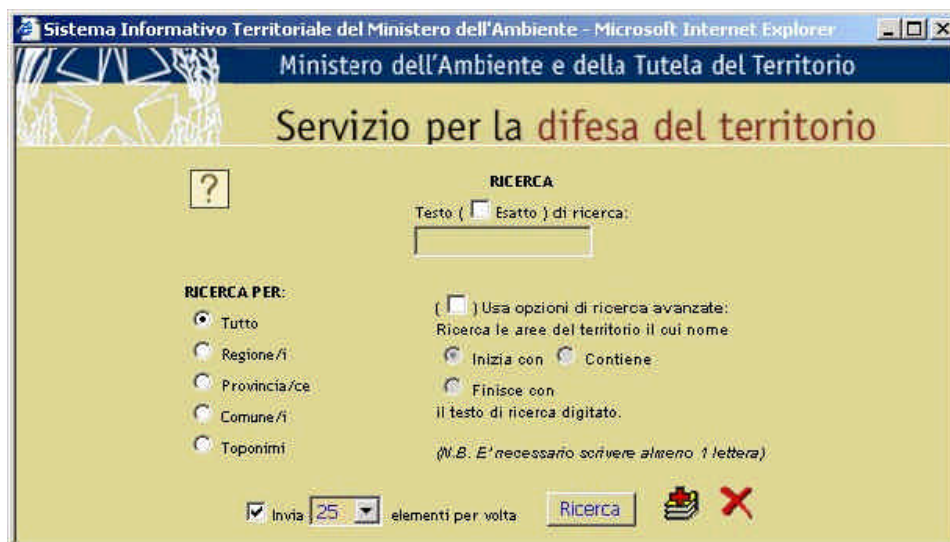 Sistema Informativo Territoriale del Ministero dell'Ambiente - Microsoft Internet Explorer
Ministero dell'Ambiente e della Tutela del Territorio
Servizio per la difesa del territorio
?
RICERCA
Testo ( Esatto ) di ricerca:
RICERCA PER:
Tutto
Regione/i
Provincia/ce
Comune/i
Toponimi
( ) Usa opzioni di ricerca avanzate:
Ricerca le aree del territorio il cui nome
Inizia con Contiene
Finisce con
il testo di ricerca digitato.
(N.B. E' necessario scrivere almeno 1 lettera)
Invia 25 elementi per volta Ricerca